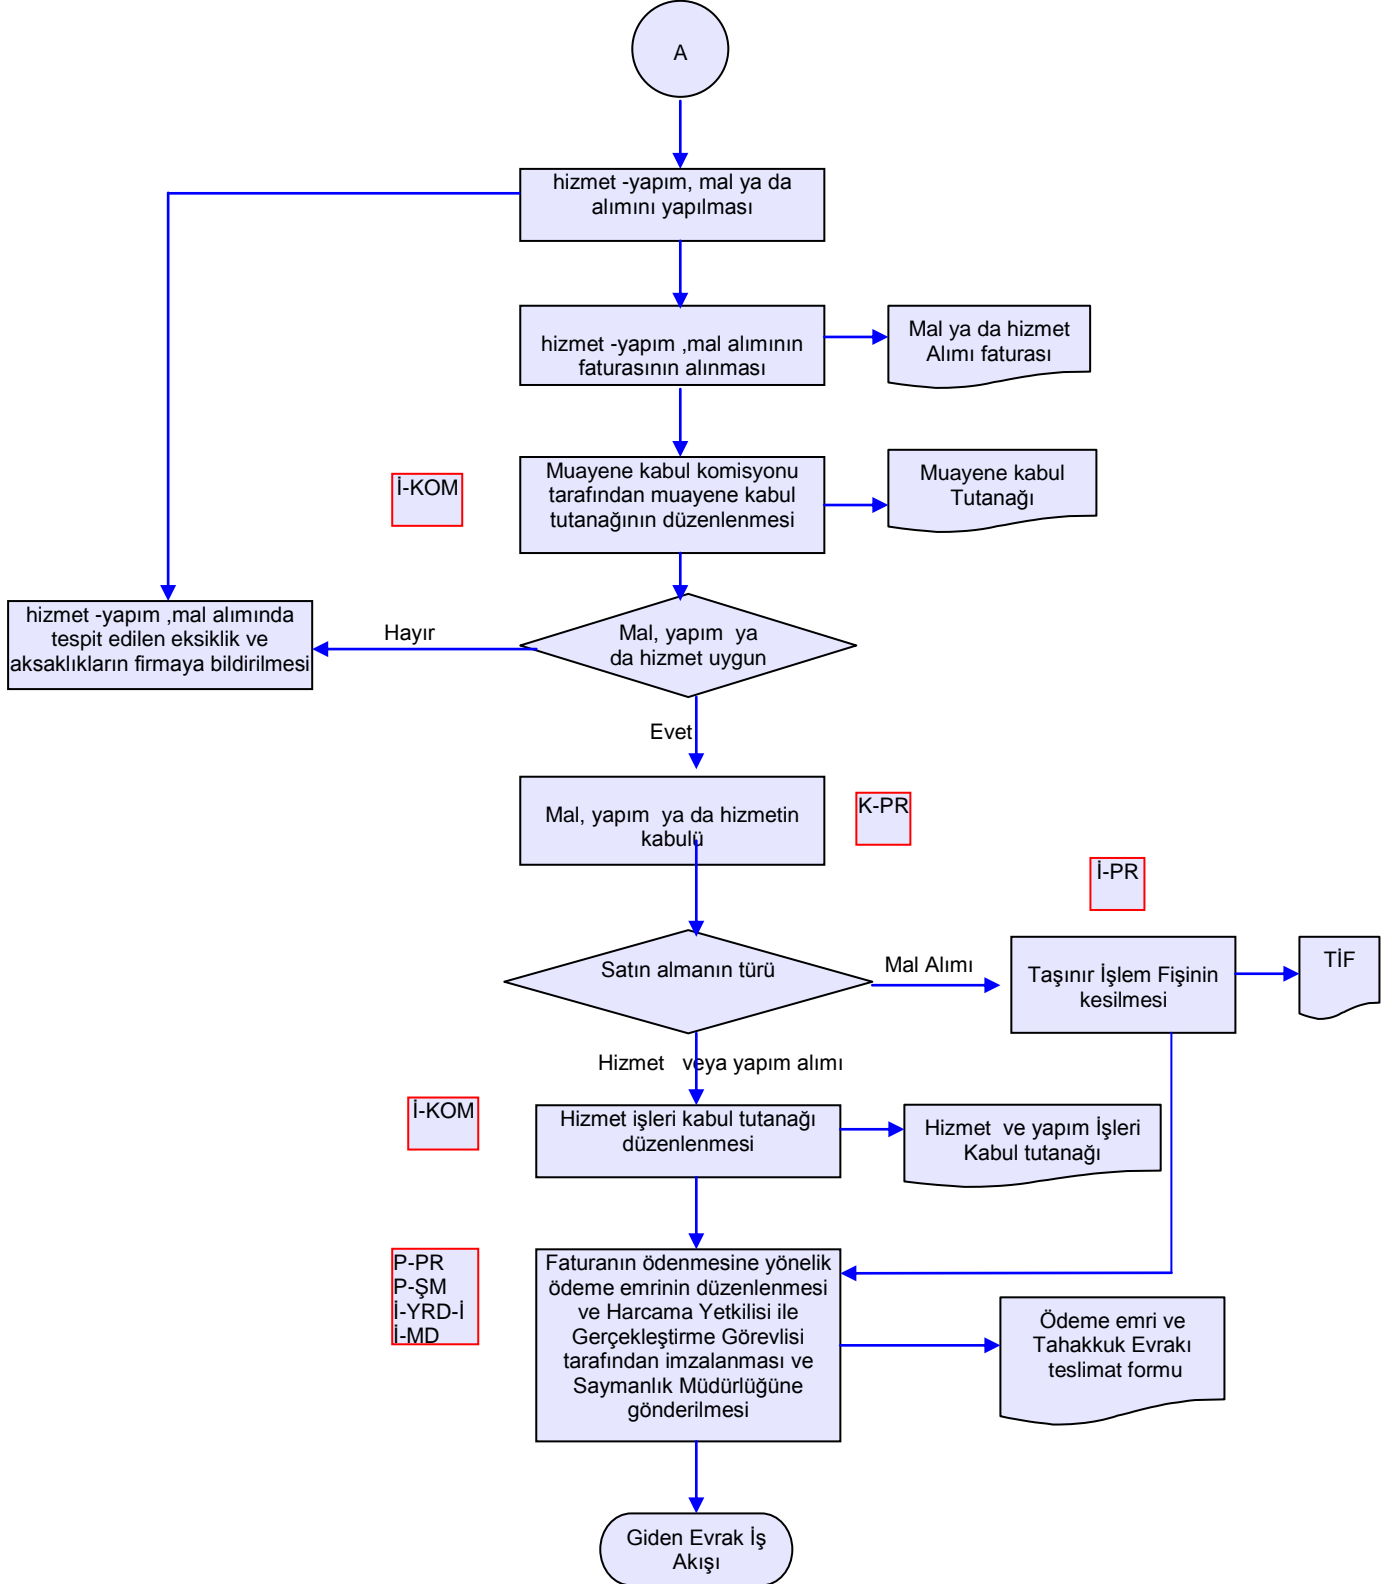 A
hizmet -yapım, mal ya da
alımını yapılması
hizmet -yapım ,mal alımının
faturasının alınması
Mal ya da hizmet
Alımı faturası
İ-KOM
Muayene kabul komisyonu
tarafından muayene kabul
tutanağının düzenlenmesi
Muayene kabul
Tutanağı
hizmet -yapım ,mal alımında
tespit edilen eksiklik ve
aksaklıkların firmaya bildirilmesi
Hayır
Mal, yapım  ya
da hizmet uygun
Evet
Mal, yapım  ya da hizmetin
kabulü
K-PR
İ-PR
Satın almanın türü
Mal Alımı
Taşınır İşlem Fişinin
kesilmesi
TİF
Hizmet   veya yapım alımı
İ-KOM
Hizmet işleri kabul tutanağı
düzenlenmesi
Hizmet  ve yapım İşleri
Kabul tutanağı
P-PR
P-ŞM
İ-YRD-İ
İ-MD
Faturanın ödenmesine yönelik
ödeme emrinin düzenlenmesi
ve Harcama Yetkilisi ile
Gerçekleştirme Görevlisi
tarafından imzalanması ve
Saymanlık Müdürlüğüne
gönderilmesi
Ödeme emri ve
Tahakkuk Evrakı
teslimat formu
Giden Evrak İş
Akışı